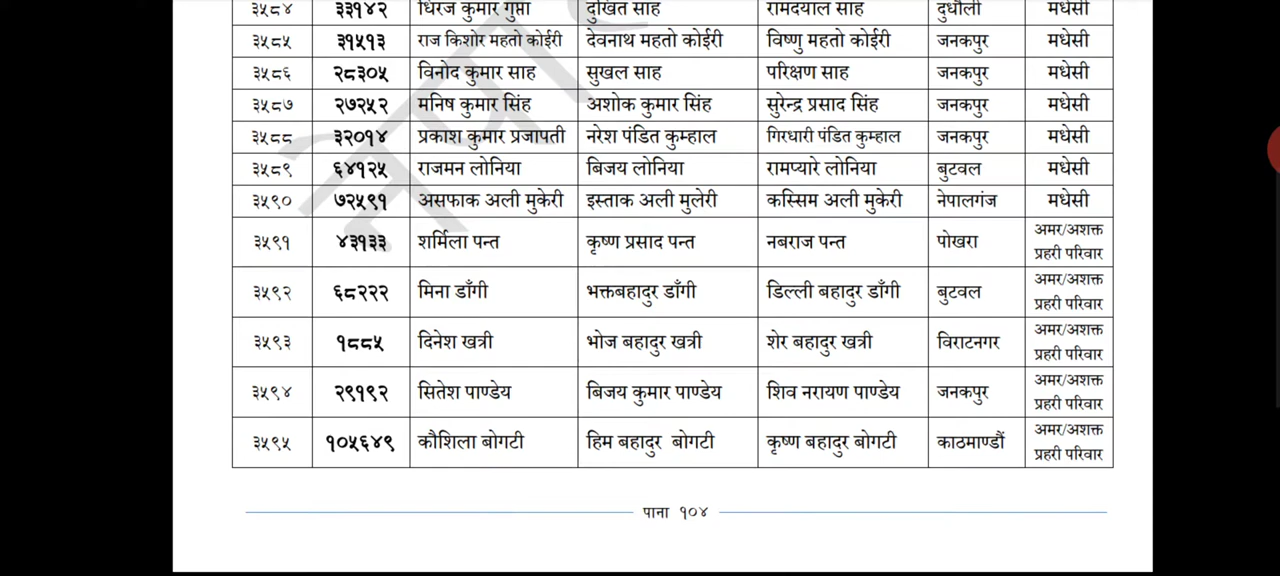 ३५८४ ३३१४२ धिरज कुमार गुप्ता दुखित साह रामदयाल साह दुधौली मधेसी
३५८५ ३१५१३ राज किशोर महतो कोईरी देवनाथ महतो कोईरी विष्णु महतो कोईरी जनकपुर मधेसी
३५८६ २८३०५ विनोद कुमार साह सुखल साह परिक्षण साह जनकपुर मधेसी
३५८७ २७२५२ मनिष कुमार सिंह अशोक कुमार सिंह सुरेन्द्र प्रसाद सिंह जनकपुर मधेसी
३५८८ ३२०१४ प्रकाश कुमार प्रजापती नरेश पंडित कुम्हाल गिरधारी पंडित कुम्हाल जनकपुर मधेसी
३५८९ ६४१२५ राजमन लोनिया बिजय लोनिया रामप्यारे लोनिया बुटवल मधेसी
३५९० ७२५९१ असफाक अली मुकेरी इस्ताक अली मुलेरी कस्सिम अली मुकेरी नेपालगंज मधेसी
३५९१ ४३१३३ शर्मिला पन्त कृष्ण प्रसाद पन्त नबराज पन्त पोखरा अमर/अशक्त
प्रहरी परिवार
३५९२ ६८२२२ मिना डाँगी भक्तबहादुर डाँगी डिल्ली बहादुर डाँगी बुटवल अमर/अशक्त
प्रहरी परिवार
३५९३ १८८५ दिनेश खत्री भोज बहादुर खत्री शेर बहादुर खत्री विराटनगर अमर/अशक्त
प्रहरी परिवार
३५९४ २९१९२ सितेश पाण्डेय बिजय कुमार पाण्डेय शिव नरायण पाण्डेय जनकपुर अमर/अशक्त
प्रहरी परिवार
३५९५ १०५६४९ कौशिला बोगटी हिम बहादुर बोगटी कृष्ण बहादुर बोगटी काठमाण्डौं अमर/अशक्त
प्रहरी परिवार
पाना १०४